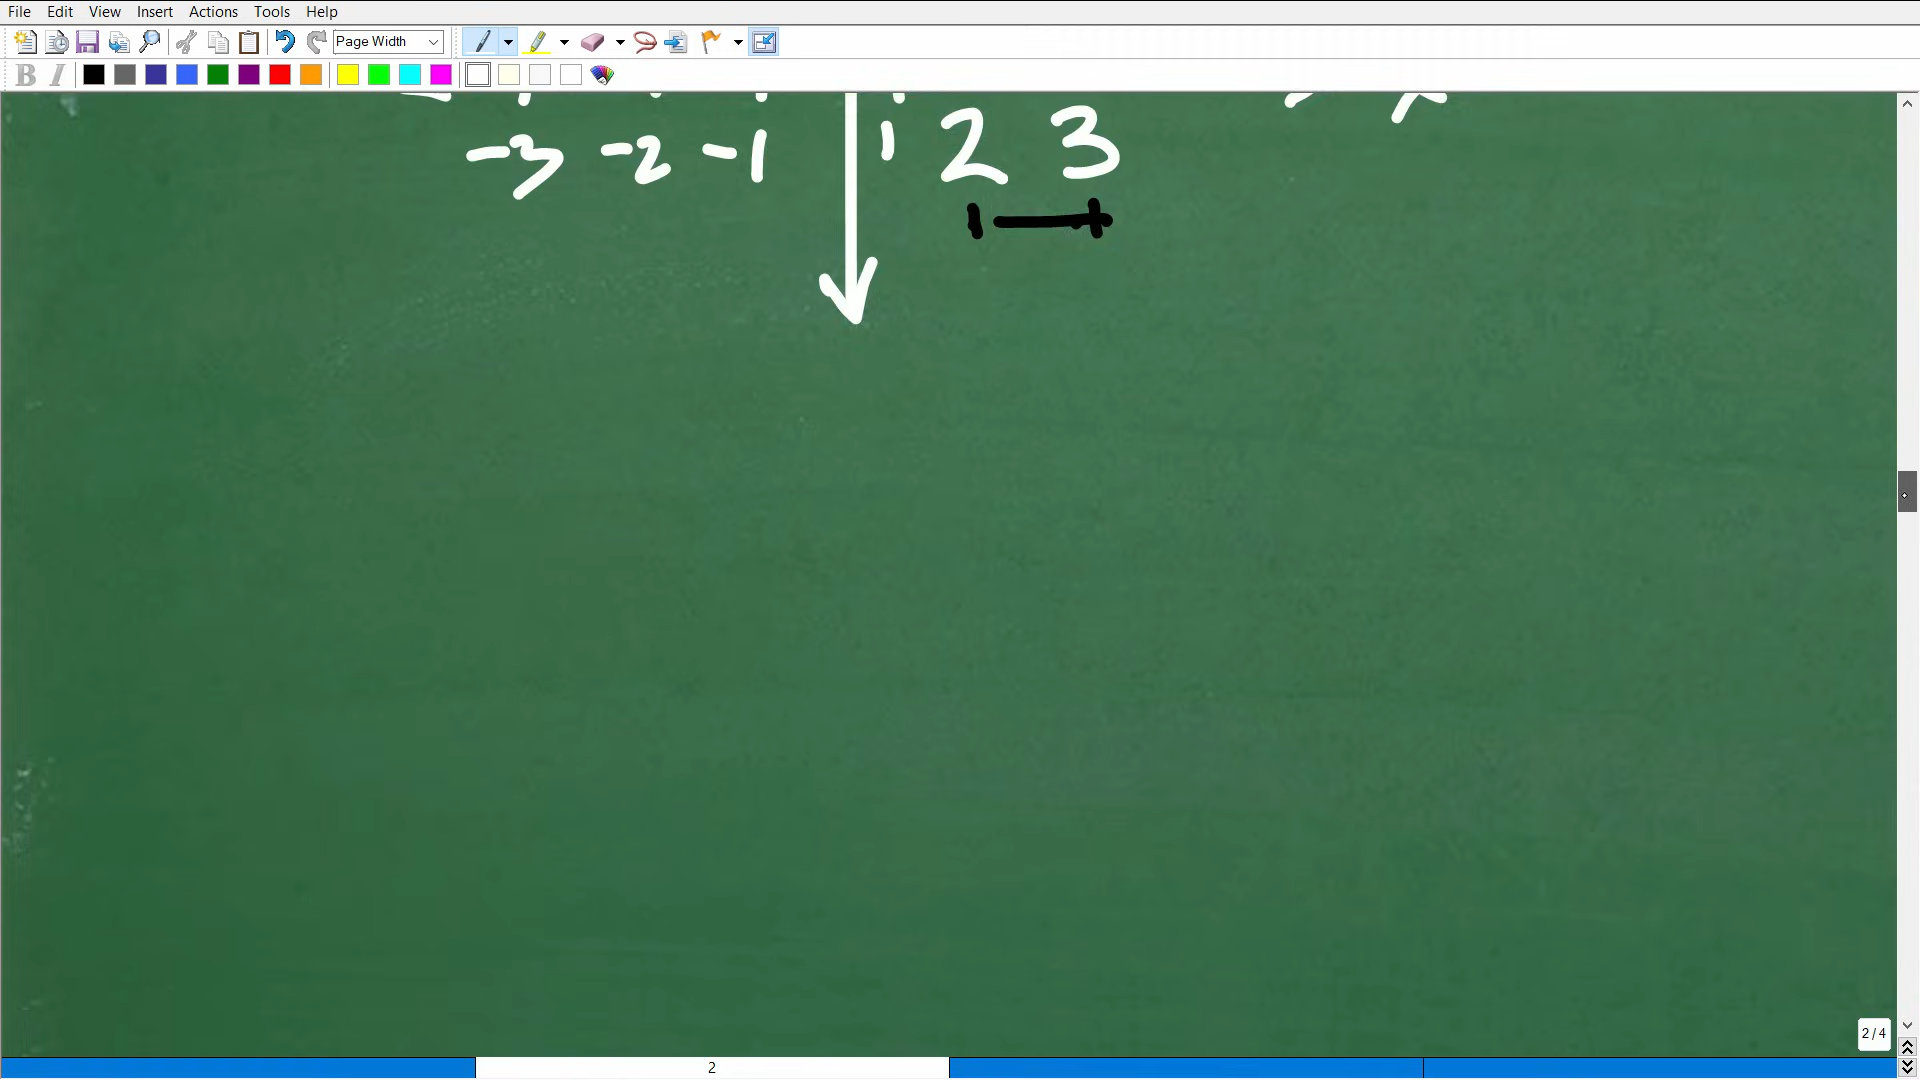 File Edit View Insert Actions Tools Help
Page Width
B I
-3 -2 -1 1 2 3
2 / 4
2